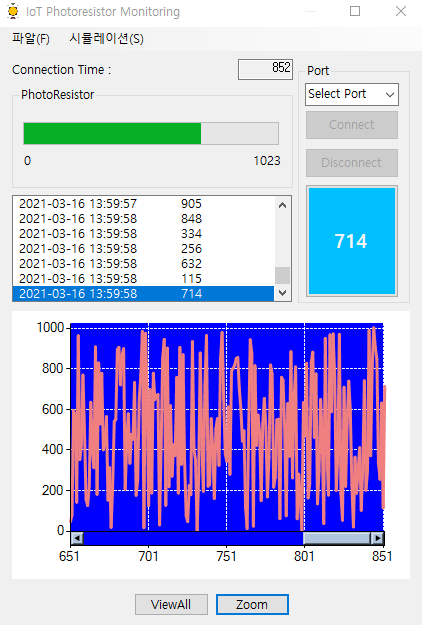 IoT Photoresistor Monitoring
파일(F) 시뮬레이션(S)
Connection Time : 852
Port
Select Port
Connect
Disconnect
714
PhotoResistor
0 1023
2021-03-16 13:59:57 905
2021-03-16 13:59:58 848
2021-03-16 13:59:58 334
2021-03-16 13:59:58 256
2021-03-16 13:59:58 632
2021-03-16 13:59:58 115
2021-03-16 13:59:58 714
1000
800
600
400
200
0
651 701 751 801 851
ViewAll Zoom